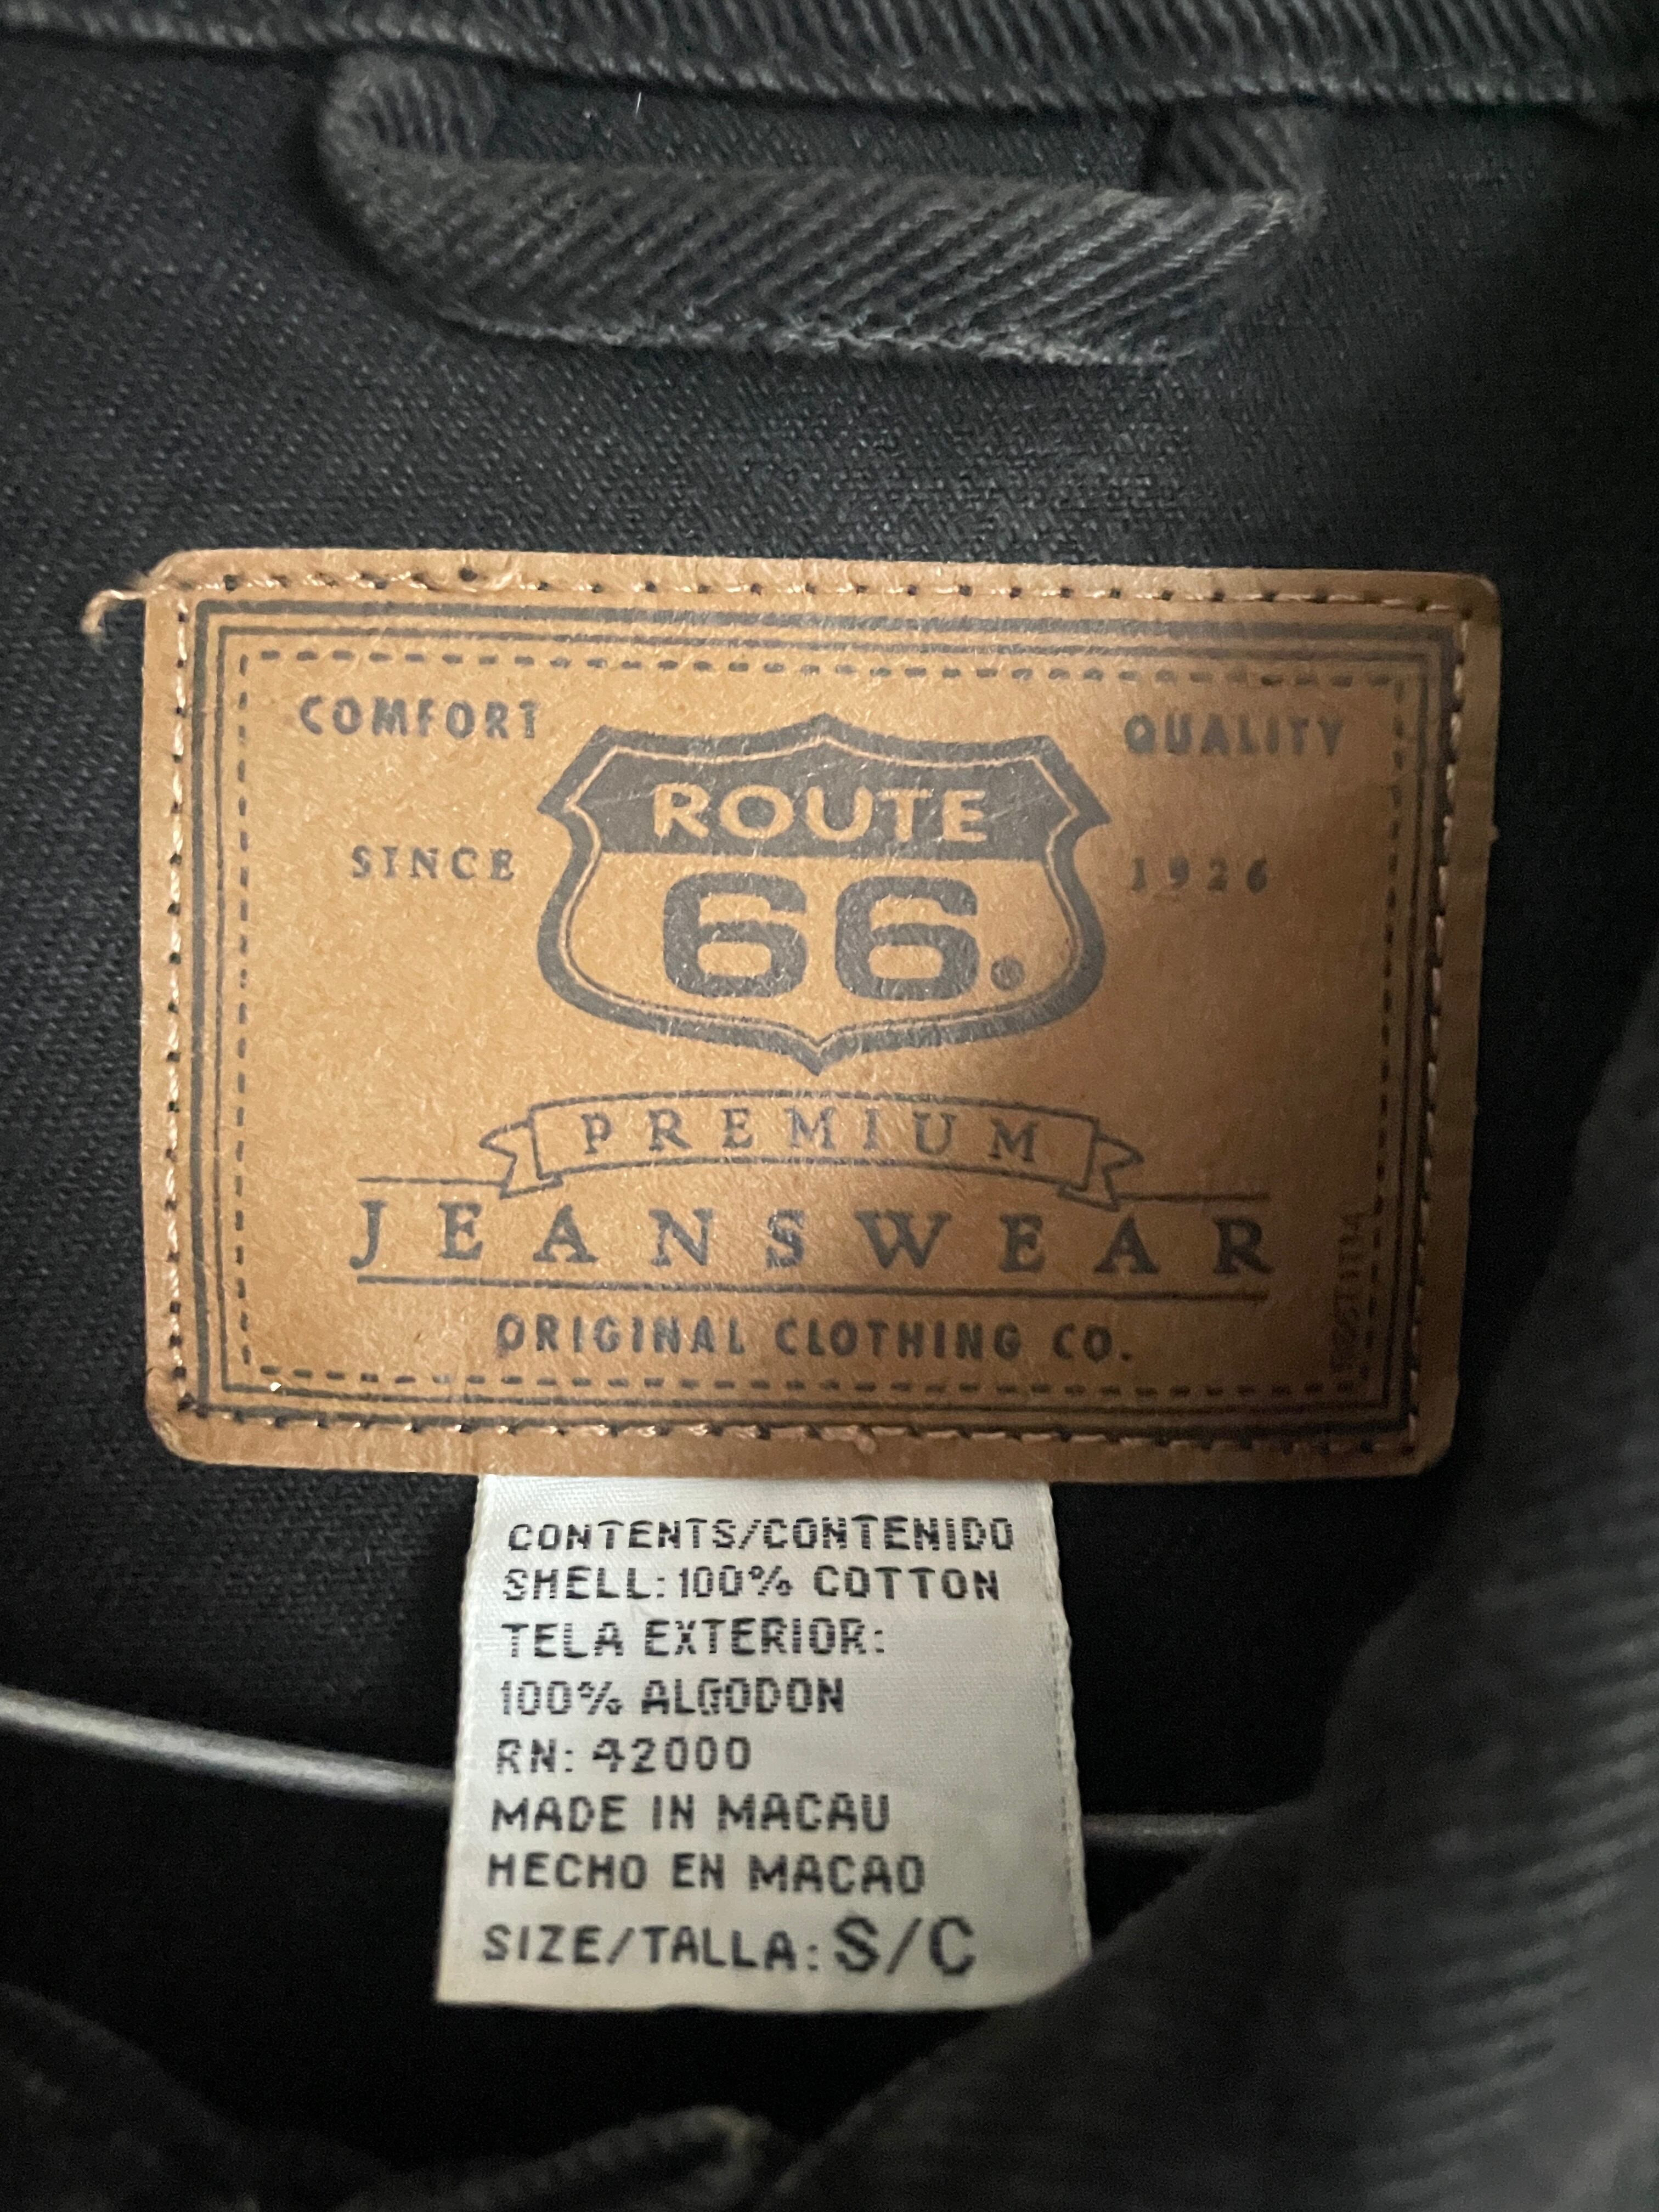 COMFORT QUALITY
ROUTE
SINCE 1926
66®
PREMIUM
JEANSWEAR
ORIGINAL CLOTHING CO.
CONTENTS/CONTENIDO
SHELL: 100% COTTON
TELA EXTERIOR:
100% ALGODON
RN: 42000
MADE IN MACAU
HECHO EN MACAO
SIZE/TALLA: S/C